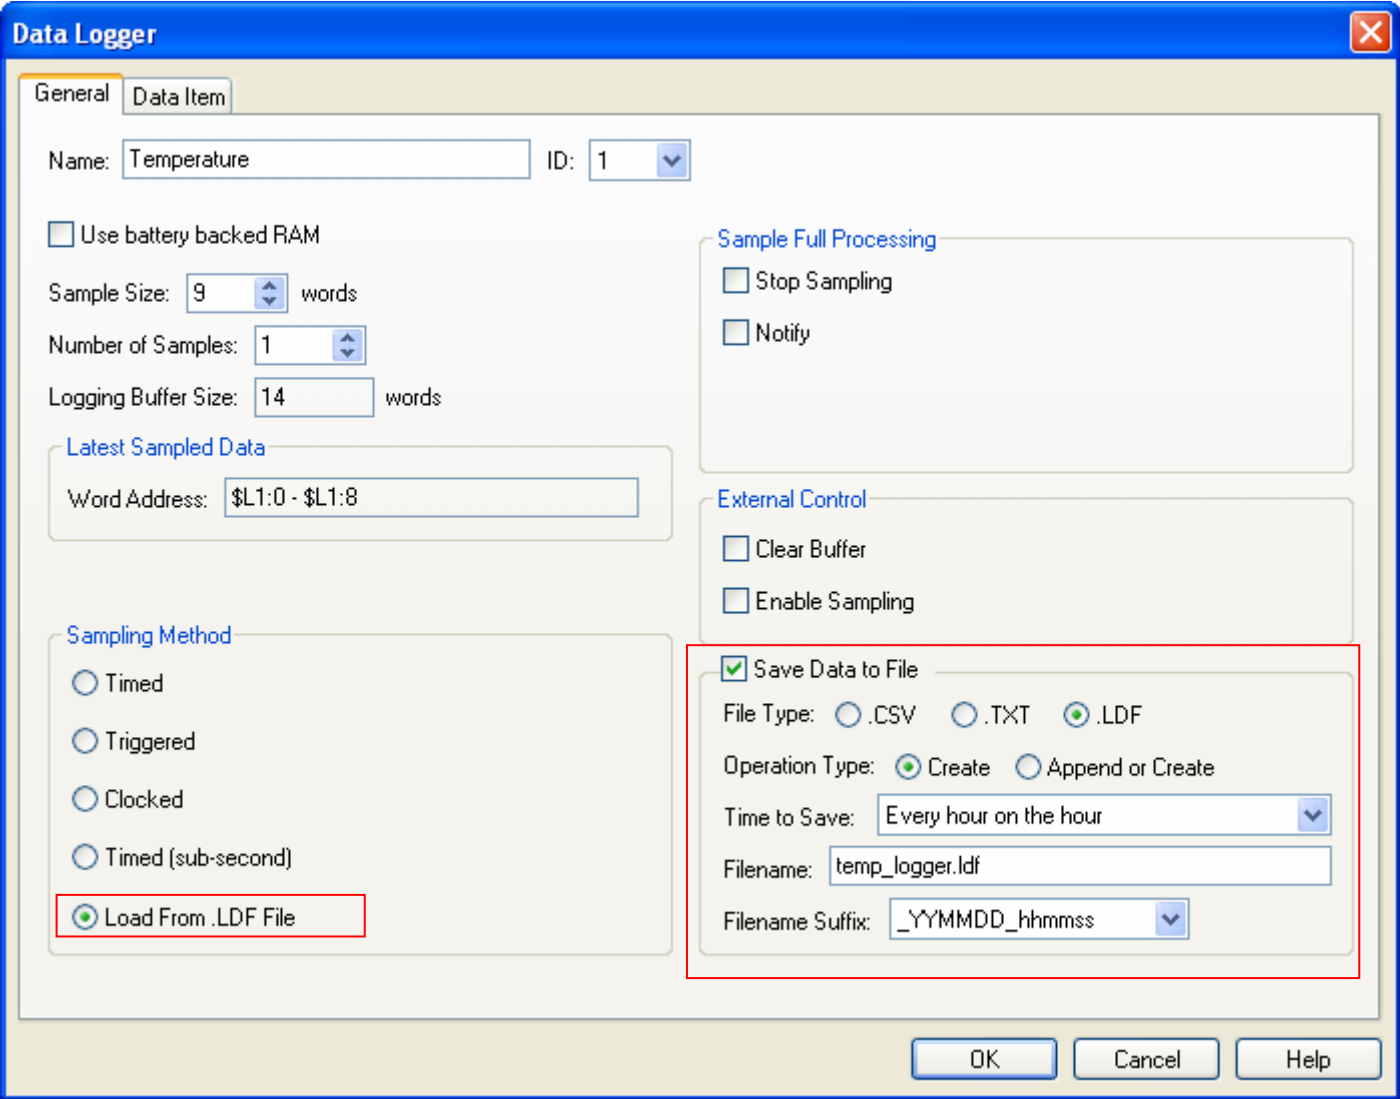 Data Logger
General
Data Item
Name: Temperature ID: 1
Use battery backed RAM
Sample Size: 9 words
Number of Samples: 1
Logging Buffer Size: 14 words
Latest Sampled Data
Word Address: $L1:0 - $L1:8
Sampling Method
Timed
Triggered
Clocked
Timed (sub-second)
Load From .LDF File
Sample Full Processing
Stop Sampling
Notify
External Control
Clear Buffer
Enable Sampling
Save Data to File
File Type: .CSV .TXT .LDF
Operation Type: Create Append or Create
Time to Save: Every hour on the hour
Filename: temp_logger.ldf
Filename Suffix: _YYMMDD_hhmmss
OK Cancel Help